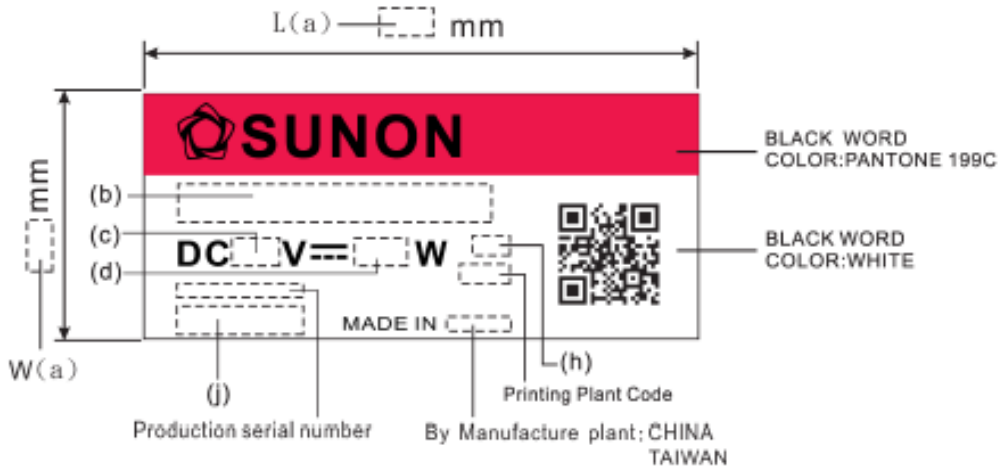 L(a) mm
SUNON
BLACK WORD
COLOR:PANTONE 199C
mm
(b)
(c)
DC V W
(d)
BLACK WORD
COLOR:WHITE
MADE IN
W(a)
(j)
(h)
Printing Plant Code
Production serial number
By Manufacture plant; CHINA
TAIWAN